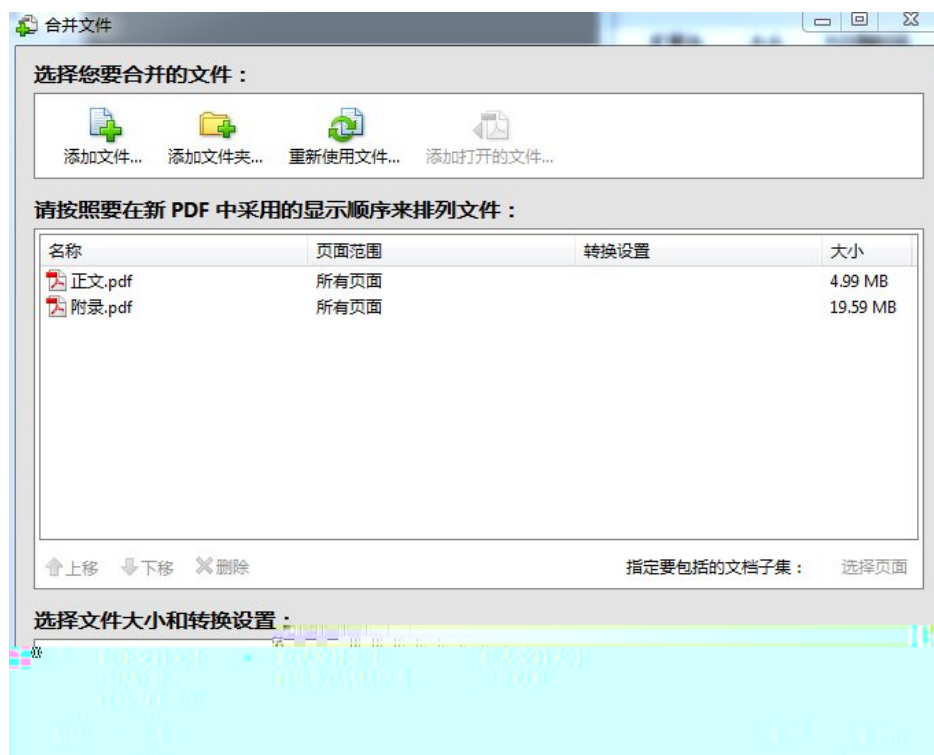 合并文件
选择您要合并的文件：
添加文件... 添加文件夹... 重新使用文件... 添加打开的文件...
请按照要在新 PDF 中采用的显示顺序来排列文件：
名称 页面范围 转换设置 大小
正文.pdf 所有页面 4.99 MB
附录.pdf 所有页面 19.59 MB
上移 下移 删除 指定要包括的文档子集： 选择页面
选择文件大小和转换设置：